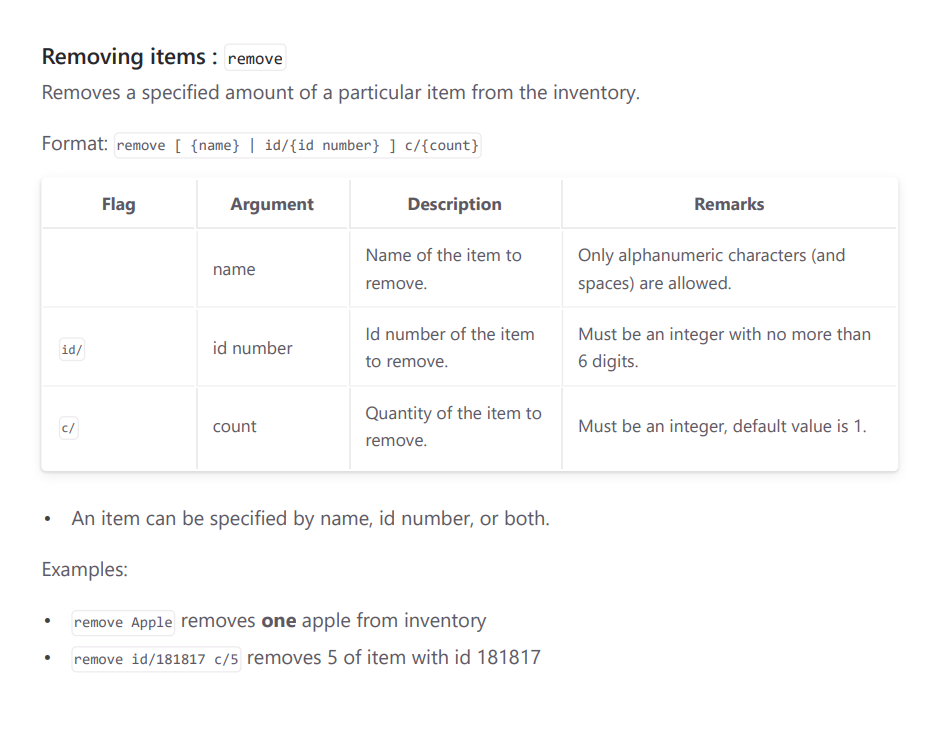 Removing items : remove
Removes a specified amount of a particular item from the inventory.
Format: remove [ {name} | id/{id number} ] c/{count}
Flag Argument Description Remarks
name
Name of the item to
remove.
Only alphanumeric characters (and
spaces) are allowed.
id/
id number
Id number of the item
to remove.
Must be an integer with no more than
6 digits.
c/
count
Quantity of the item to
remove.
Must be an integer, default value is 1.
• An item can be specified by name, id number, or both.
Examples:
• remove Apple removes one apple from inventory
• remove id/181817 c/5 removes 5 of item with id 181817